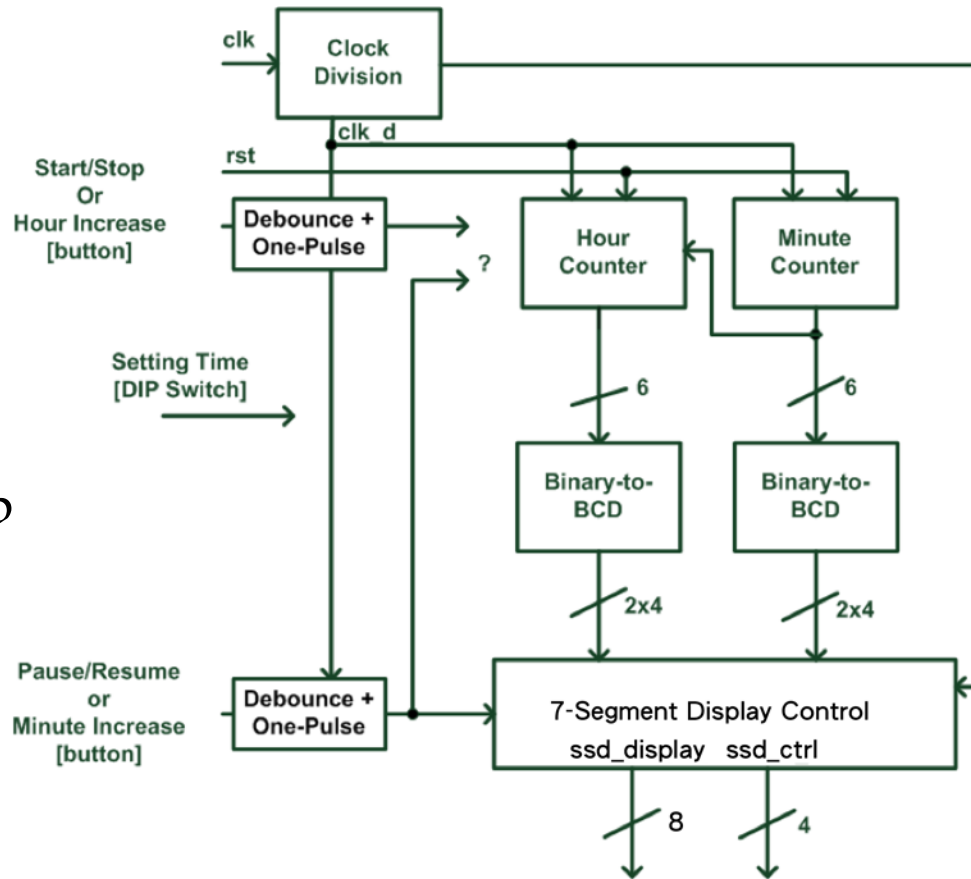 clk
Clock
Division
clk_d
rst
Start/Stop
Or
Hour Increase
[button]
Debounce +
One-Pulse
Hour
Counter
Minute
Counter
?
Setting Time
[DIP Switch]
6
6
Binary-to-
BCD
Binary-to-
BCD
2x4
2x4
Pause/Resume
or
Minute Increase
[button]
Debounce +
One-Pulse
7-Segment Display Control
ssd_display ssd_ctrl
8
4